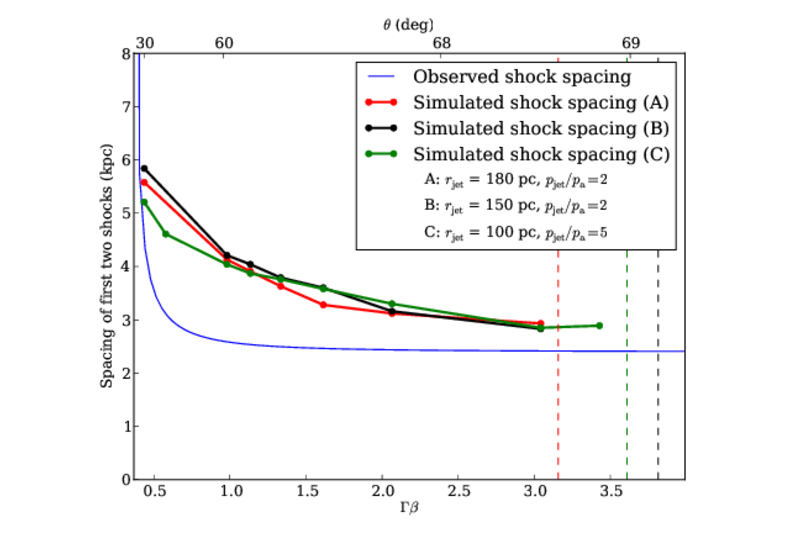 θ (deg)
30 60 68 69
Observed shock spacing
Simulated shock spacing (A)
Simulated shock spacing (B)
Simulated shock spacing (C)
A: r_jet = 180 pc, p_jet/p_a=2
B: r_jet = 150 pc, p_jet/p_a=2
C: r_jet = 100 pc, p_jet/p_a=5
Spacing of first two shocks (kpc)
8
7
6
5
4
3
2
1
0
0.5 1.0 1.5 2.0 2.5 3.0 3.5
Γβ